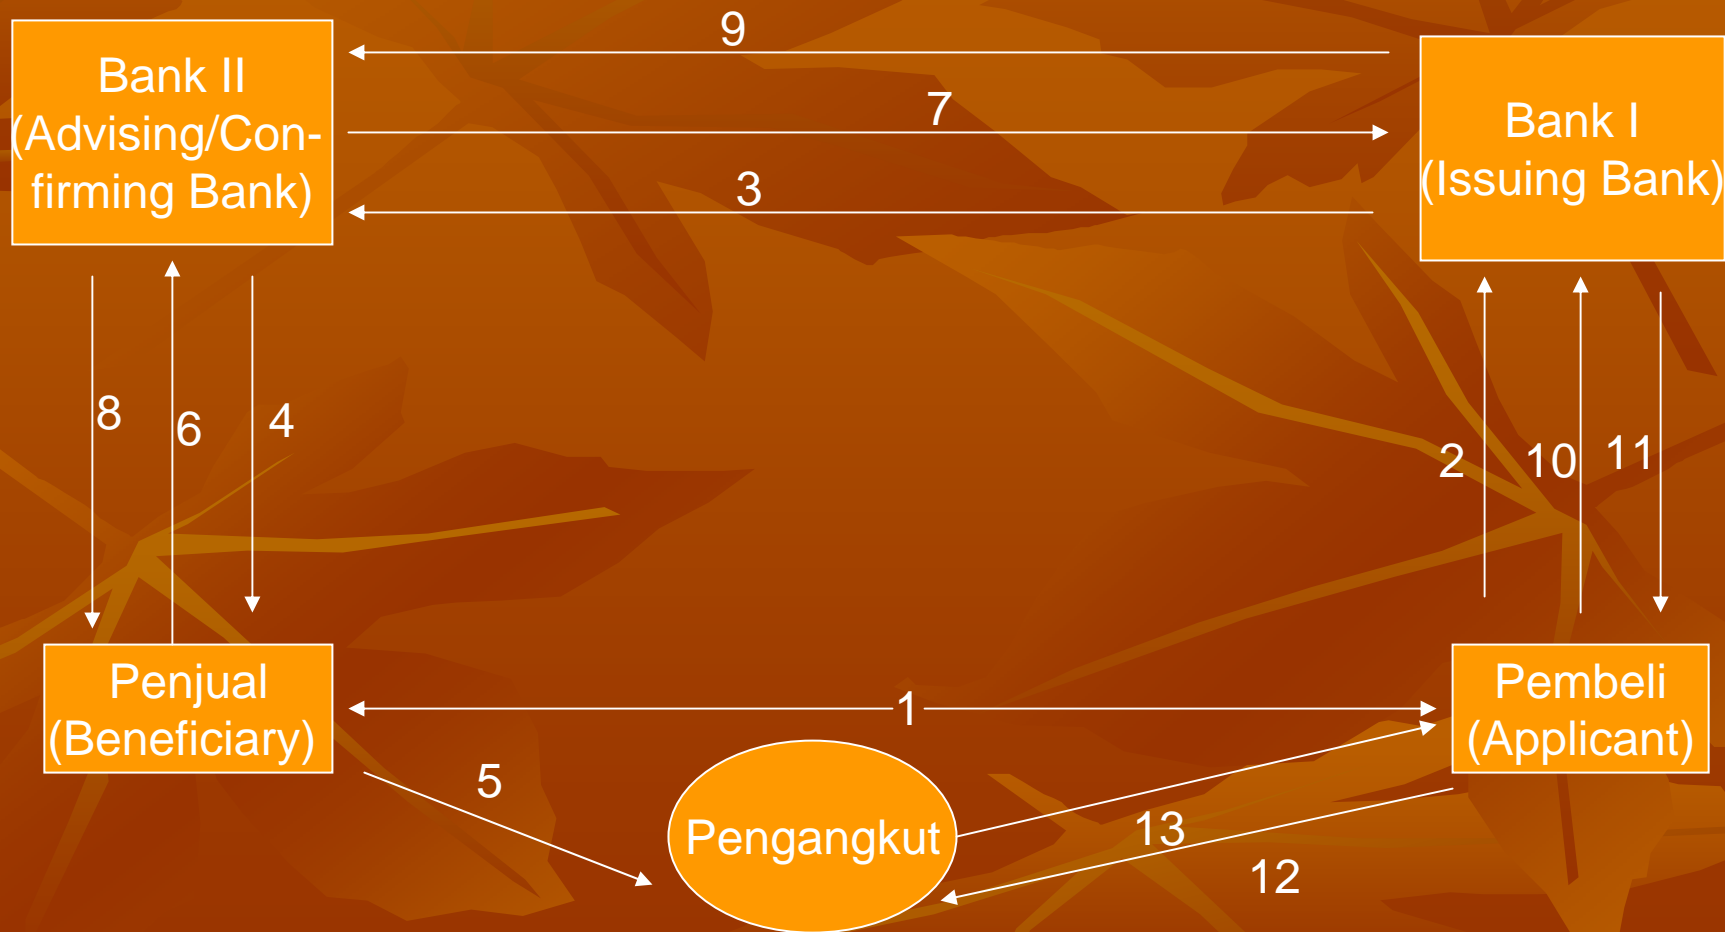 9
Bank II
(Advising/Con-
firming Bank)
7
Bank I
(Issuing Bank)
3
8
6
4
2
10
11
Penjual
(Beneficiary)
1
Pembeli
(Applicant)
5
Pengangkut
13
12